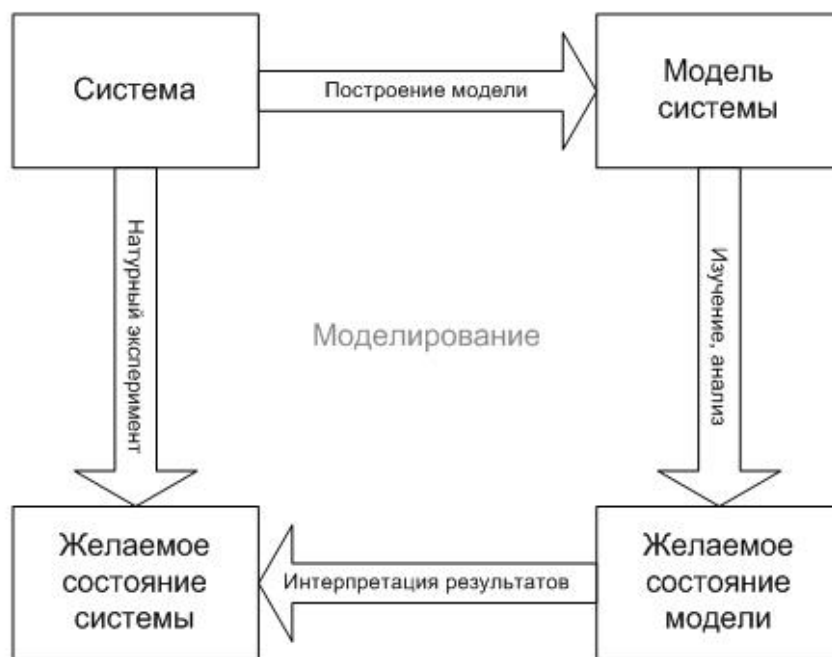 Система
Построение модели
Модель
системы
Натурный эксперимент
Моделирование
Изучение, анализ
Желаемое
состояние
системы
Интерпретация результатов
Желаемое
состояние
модели